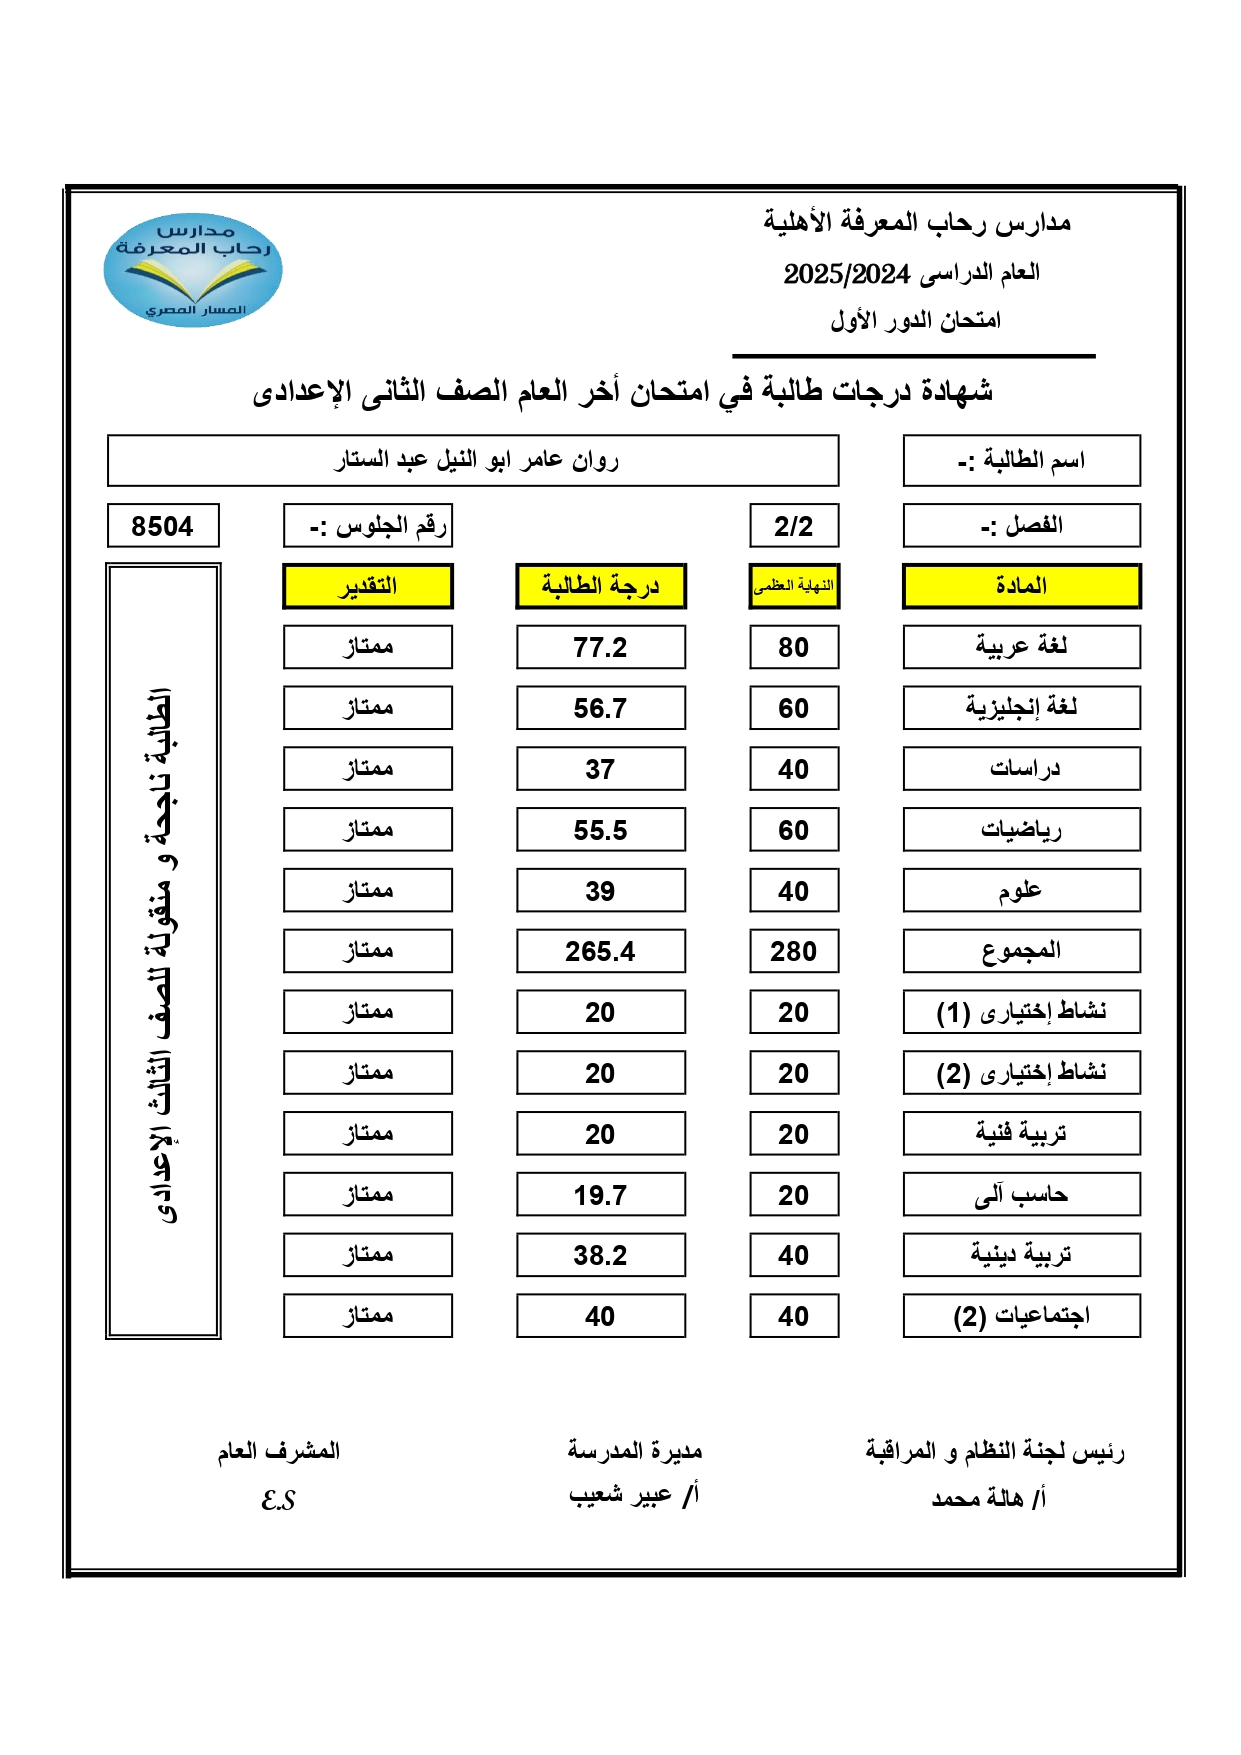 مدارس رحاب المعرفة الأهلية
العام الدراسى 2025/2024
امتحان الدور الأول
مدارس
رحاب المعرفة
المسار المصري
شهادة درجات طالبة في امتحان أخر العام الصف الثانى الإعدادى
اسم الطالبة :- روان عامر ابو النيل عبد الستار
الفصل :- 2/2 رقم الجلوس :- 8504
المادة النهاية العظمى درجة الطالبة التقدير
لغة عربية 80 77.2 ممتاز
لغة إنجليزية 60 56.7 ممتاز
دراسات 40 37 ممتاز
رياضيات 60 55.5 ممتاز
علوم 40 39 ممتاز
المجموع 280 265.4 ممتاز
نشاط إختيارى (1) 20 20 ممتاز
نشاط إختيارى (2) 20 20 ممتاز
تربية فنية 20 20 ممتاز
حاسب آلى 20 19.7 ممتاز
تربية دينية 40 38.2 ممتاز
اجتماعيات (2) 40 40 ممتاز
الطالبة ناجحة و منقولة للصف الثالث الإعدادى
رئيس لجنة النظام و المراقبة مديرة المدرسة المشرف العام
أ/ هالة محمد أ/ عبير شعيب E.S